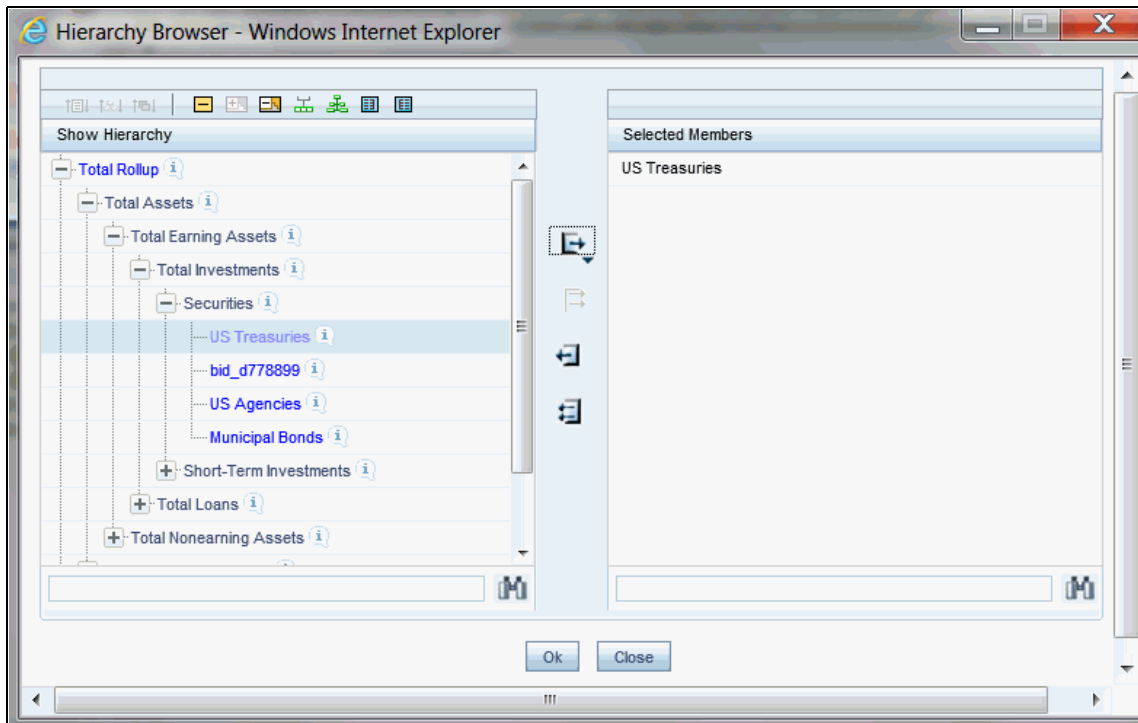 Hierarchy Browser - Windows Internet Explorer
Show Hierarchy
Selected Members
Total Rollup
US Treasuries
Total Assets
Total Earning Assets
Total Investments
Securities
US Treasuries
bid_d778899
US Agencies
Municipal Bonds
Short-Term Investments
Total Loans
Total Nonearning Assets
Ok
Close